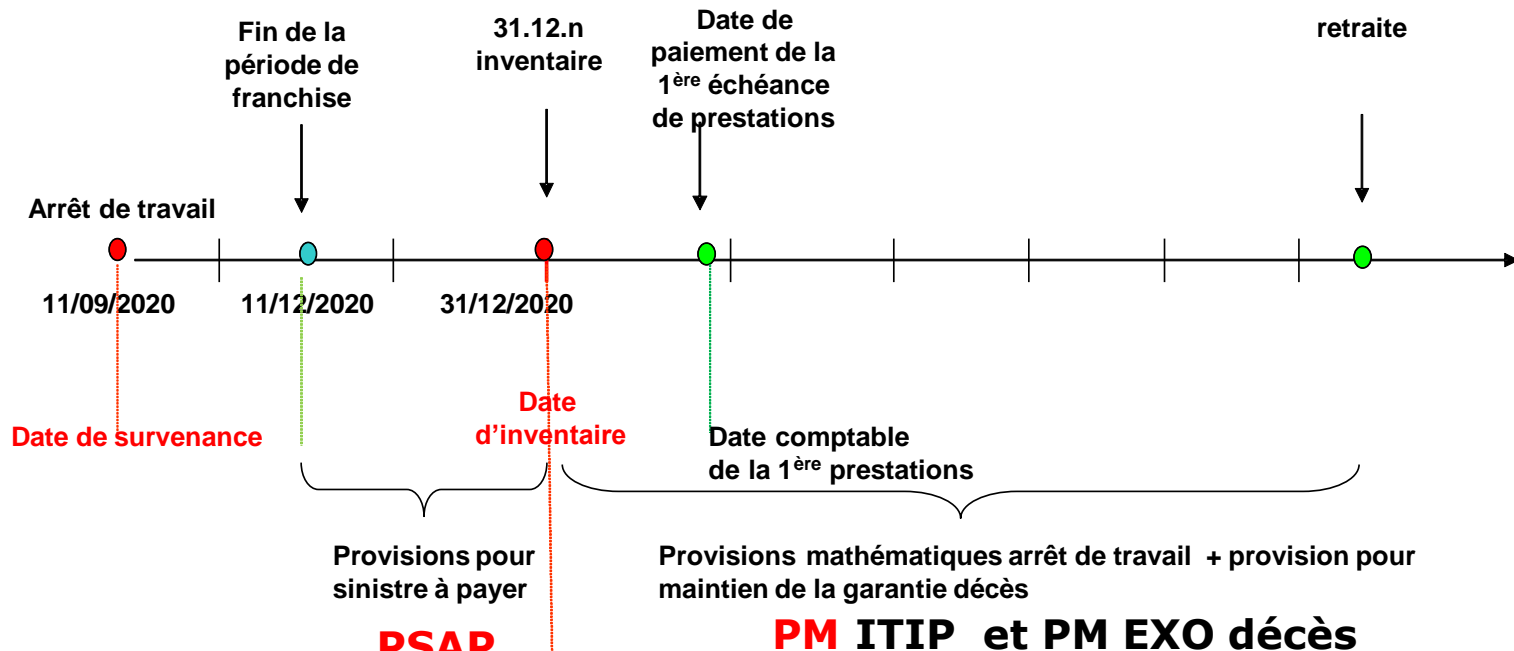 Fin de la
période de
franchise
31.12.n
inventaire
Date de
paiement de la
1ère échéance
de prestations
retraite
Arrêt de travail
11/09/2020
11/12/2020
31/12/2020
Date de survenance
Date
d'inventaire
Date comptable
de la 1ère prestations
Provisions pour
sinistre à payer
Provisions mathématiques arrêt de travail + provision pour
maintien de la garantie décès
PSAP
PM ITIP et PM EXO décès